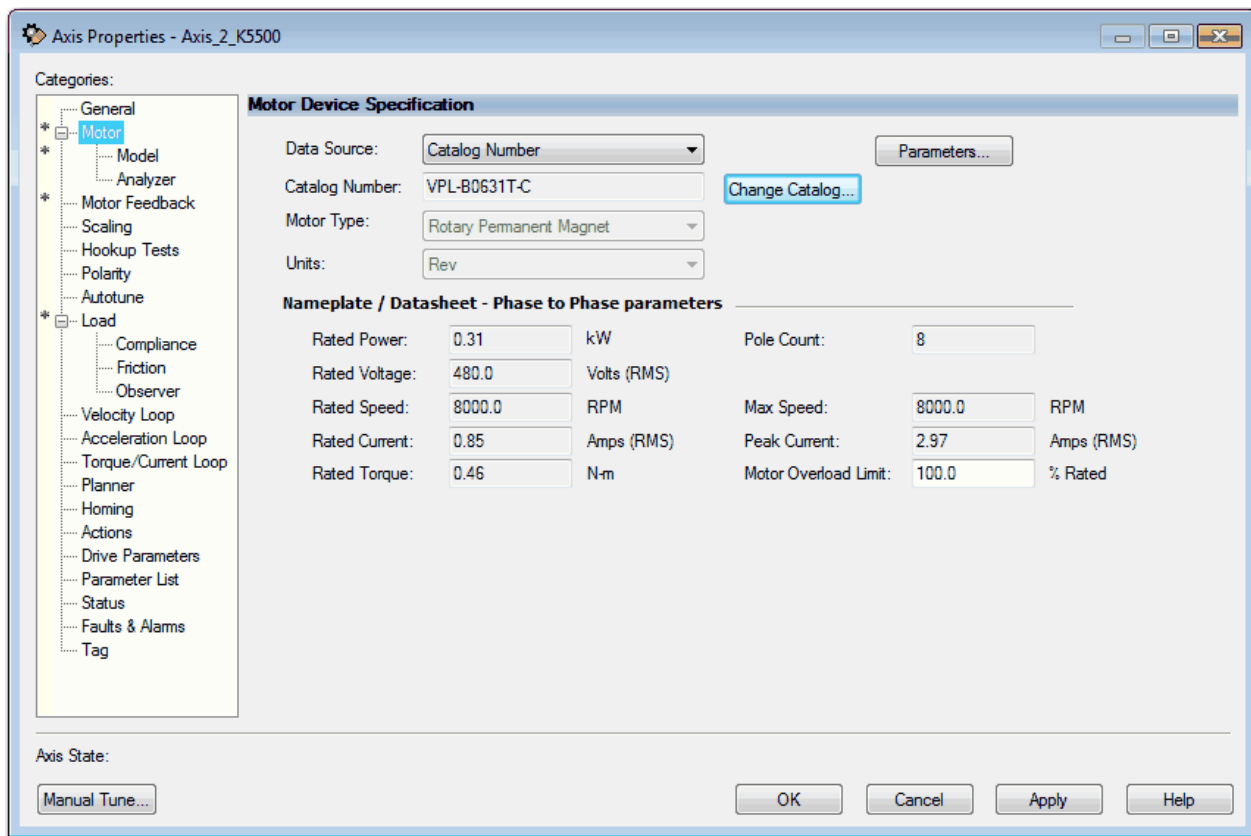 Axis Properties - Axis_2_K5500
Categories:
General
* Motor
* Model
Analyzer
* Motor Feedback
Scaling
Hookup Tests
Polarity
Autotune
* Load
Compliance
Friction
Observer
Velocity Loop
Acceleration Loop
Torque/Current Loop
Planner
Homing
Actions
Drive Parameters
Parameter List
Status
Faults & Alarms
Tag
Motor Device Specification
Data Source: Catalog Number Parameters...
Catalog Number: VPL-B0631T-C Change Catalog...
Motor Type: Rotary Permanent Magnet
Units: Rev
Nameplate / Datasheet - Phase to Phase parameters
Rated Power: 0.31 kW Pole Count: 8
Rated Voltage: 480.0 Volts (RMS)
Rated Speed: 8000.0 RPM Max Speed: 8000.0 RPM
Rated Current: 0.85 Amps (RMS) Peak Current: 2.97 Amps (RMS)
Rated Torque: 0.46 N-m Motor Overload Limit: 100.0 % Rated
Axis State:
Manual Tune... OK Cancel Apply Help